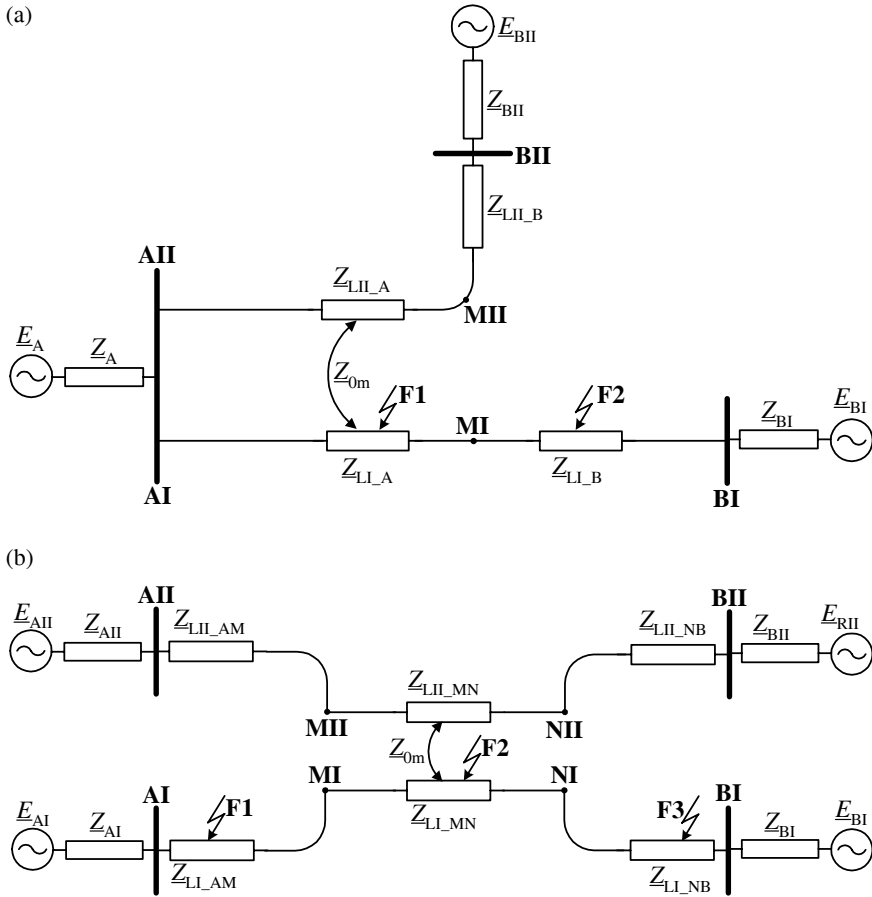 (a)
E_BII
Z_BII
BII
Z_LII_B
AII
Z_LII_A
MII
E_A
Z_A
Z_0m
F1
F2
MI
Z_BI
E_BI
Z_LI_A
Z_LI_B
AI
BI
(b)
AII
BII
E_AII
Z_AII
Z_LII_AM
Z_LII_NB
Z_BII
E_RII
Z_LII_MN
MII
NII
Z_0m
F2
MI
NI
AI
F1
F3
BI
E_AI
Z_AI
Z_LI_MN
Z_BI
E_BI
Z_LI_AM
Z_LI_NB